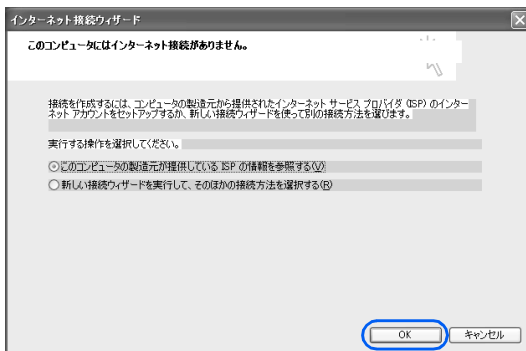 インターネット接続ウィザード
このコンピュータにはインターネット接続がありません。
接続を作成するには、コンピュータの製造元から提供されたインターネット サービス プロバイダ (ISP) のインター
ネット アカウントをセットアップするか、新しい接続ウィザードを使って別の接続方法を選びます。
実行する操作を選択してください。
このコンピュータの製造元が提供している ISP の情報を参照する(V)
新しい接続ウィザードを実行して、そのほかの接続方法を選択する(R)
OK キャンセル